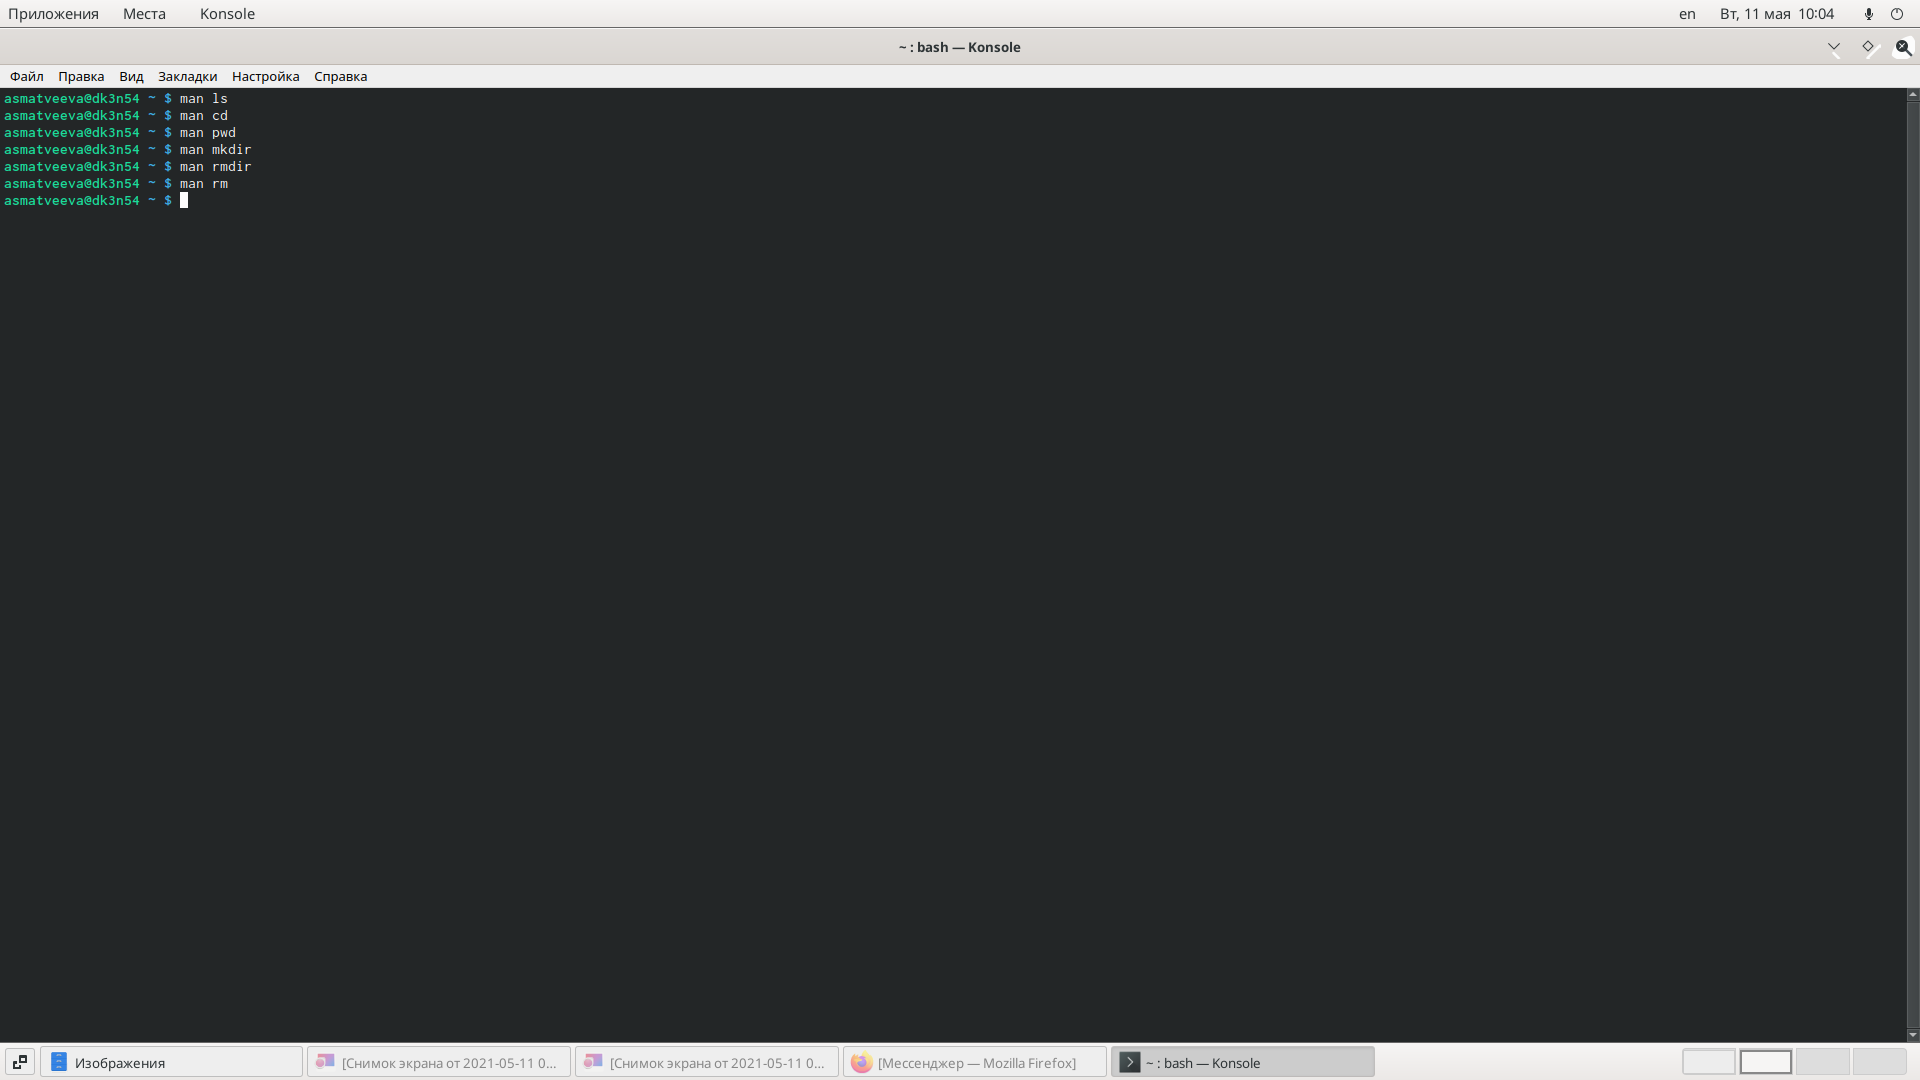 Приложения Места Konsole en Вт, 11 мая 10:04
~ : bash — Konsole
Файл Правка Вид Закладки Настройка Справка
asmatveeva@dk3n54 ~ $ man ls
asmatveeva@dk3n54 ~ $ man cd
asmatveeva@dk3n54 ~ $ man pwd
asmatveeva@dk3n54 ~ $ man mkdir
asmatveeva@dk3n54 ~ $ man rmdir
asmatveeva@dk3n54 ~ $ man rm
asmatveeva@dk3n54 ~ $
Изображения [Снимок экрана от 2021-05-11 0... [Снимок экрана от 2021-05-11 0... [Мессенджер — Mozilla Firefox] ~ : bash — Konsole